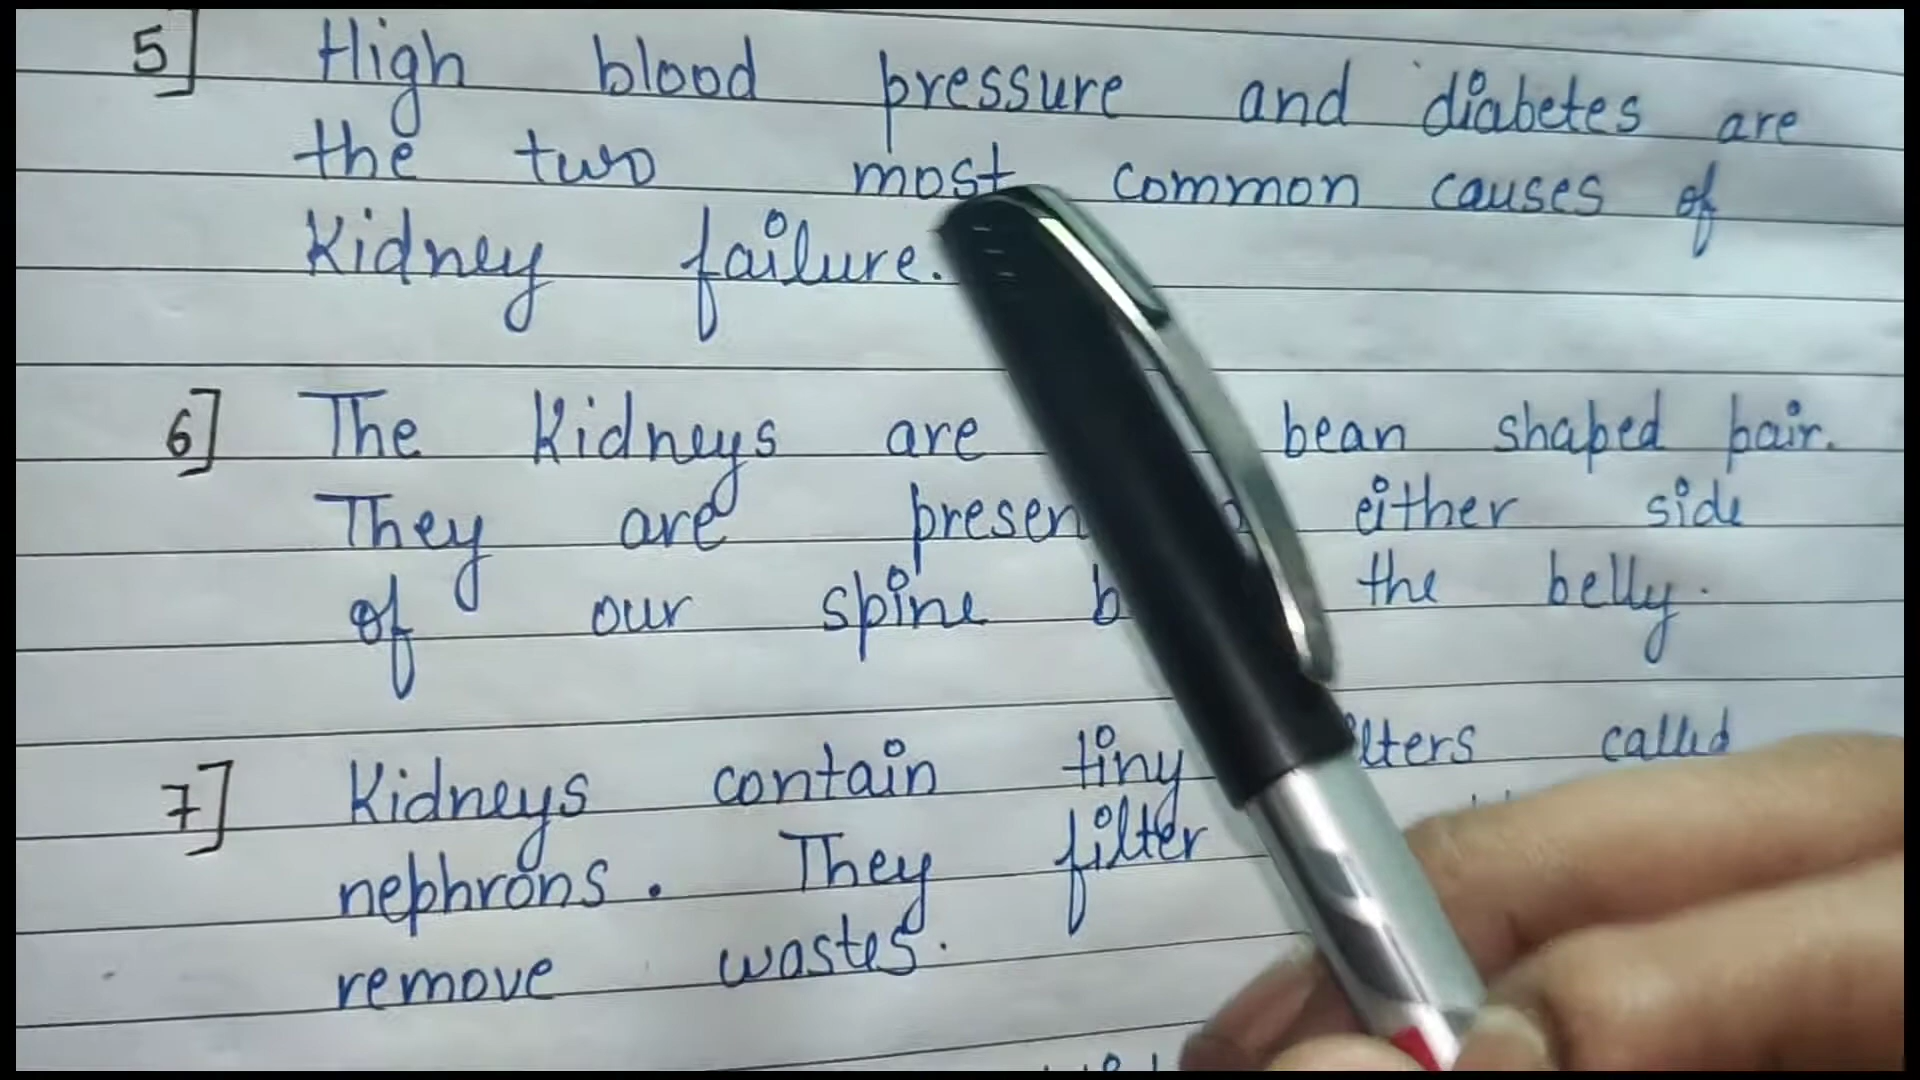 5] High blood pressure and diabetes are
the two most common causes of
Kidney failure.
6] The Kidneys are bean shaped pair.
They are either side
of our spine the belly.
7] Kidneys contain tiny called
nephrons. They filter
remove wastes.